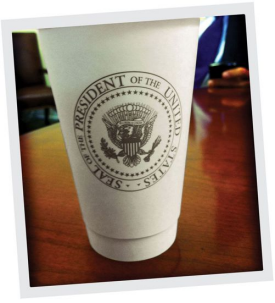 SEAL OF THE PRESIDENT OF THE UNITED STATES